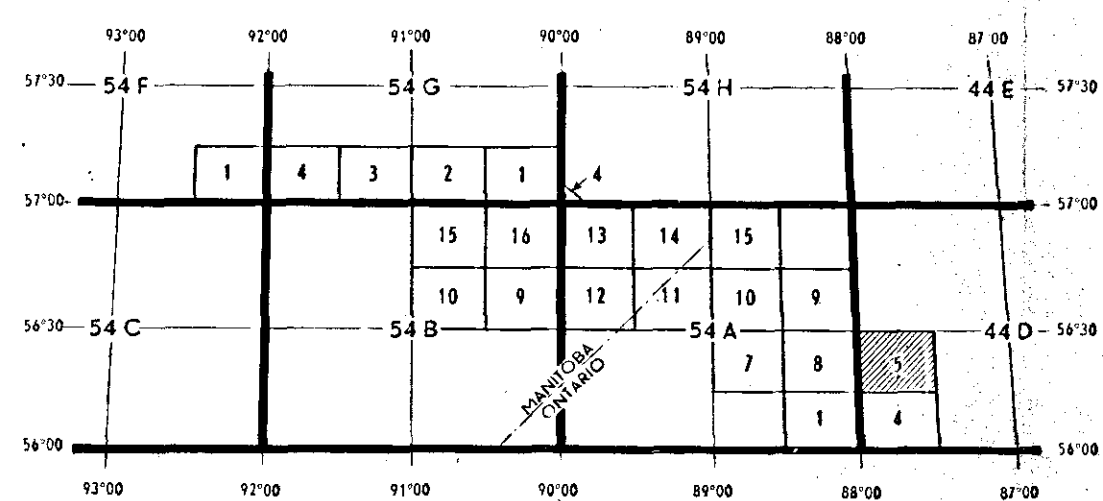 93°00 92°00 91°00 90°00 89°00 88°00 87°00
57°30 54 F 54 G 54 H 44 E 57°30
1 4 3 2 1 4
57°00 57°00
15 16 13 14 15
10 9 12 11 10 9
56°30 54 C 54 B 54 A 44 D 56°30
7 8 5
MANITOBA
ONTARIO
1 4
56°00 56°00
93°00 92°00 91°00 90°00 89°00 88°00 87°00